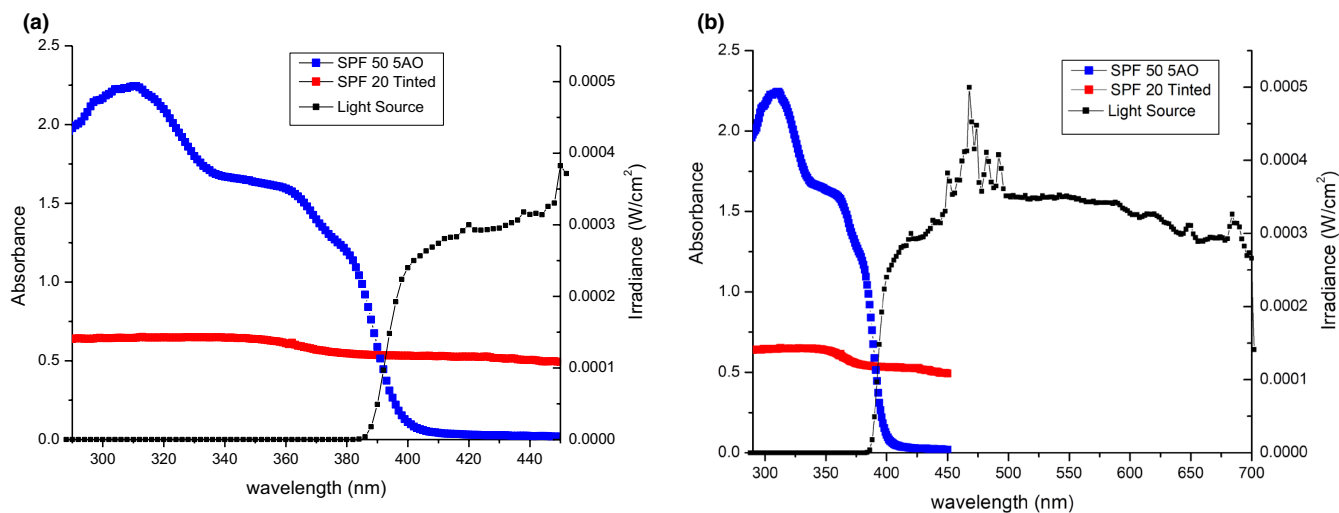 (a)
SPF 50 5AO
SPF 20 Tinted
Light Source
Absorbance
2.5
2.0
1.5
1.0
0.5
0.0
300 320 340 360 380 400 420 440
wavelength (nm)
0.0005
0.0004
0.0003
0.0002
0.0001
0.0000
Irradiance (W/cm²)
(b)
SPF 50 5AO
SPF 20 Tinted
Light Source
Absorbance
2.5
2.0
1.5
1.0
0.5
0.0
300 350 400 450 500 550 600 650 700
wavelength (nm)
0.0005
0.0004
0.0003
0.0002
0.0001
0.0000
Irradiance (W/cm²)